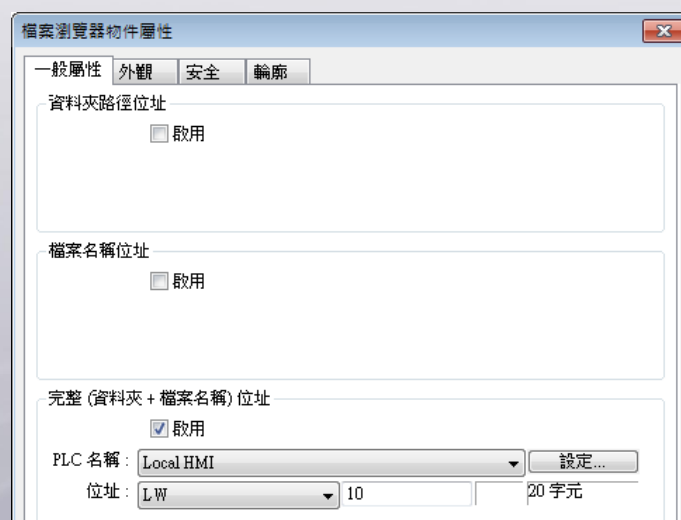 檔案瀏覽器物件屬性
一般屬性 外觀 安全 輪廓
資料夾路徑位址
啟用
檔案名稱位址
啟用
完整 (資料夾 + 檔案名稱) 位址
啟用
PLC 名稱 : Local HMI 設定...
位址 : LW 10 20 字元